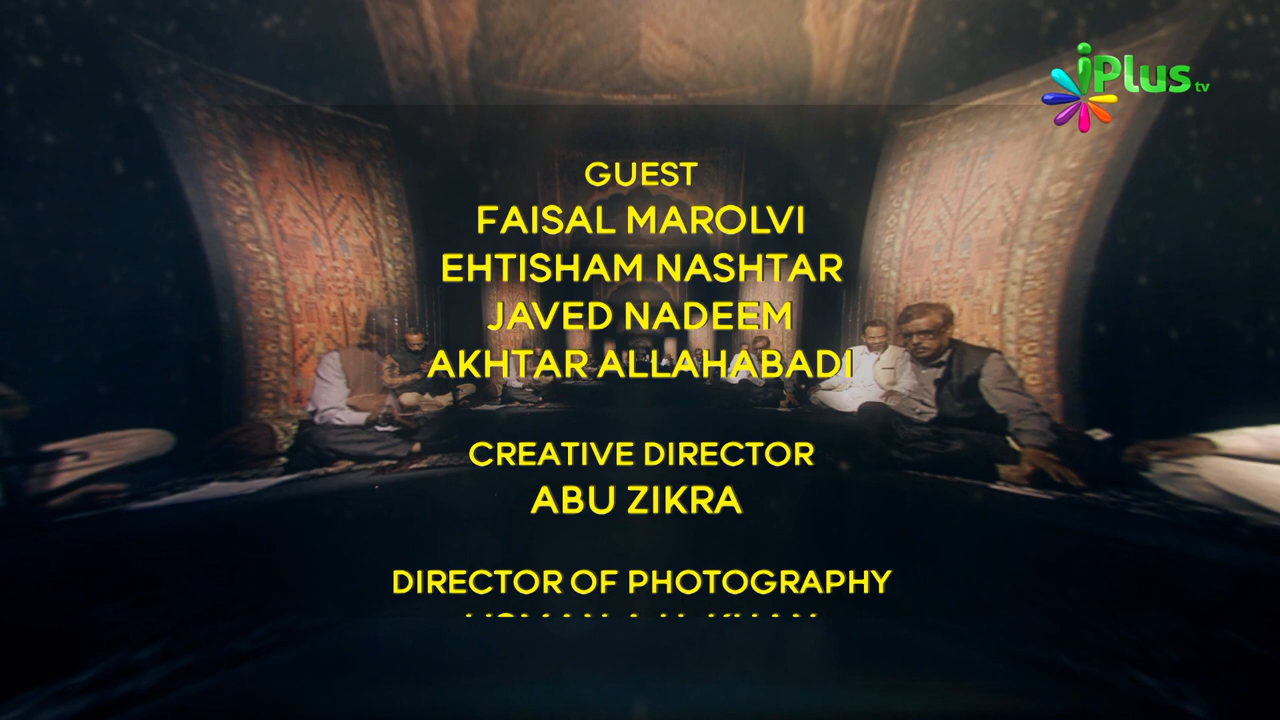 iPlus tv
GUEST
FAISAL MAROLVI
EHTISHAM NASHTAR
JAVED NADEEM
AKHTAR ALLAHABADI
CREATIVE DIRECTOR
ABU ZIKRA
DIRECTOR OF PHOTOGRAPHY